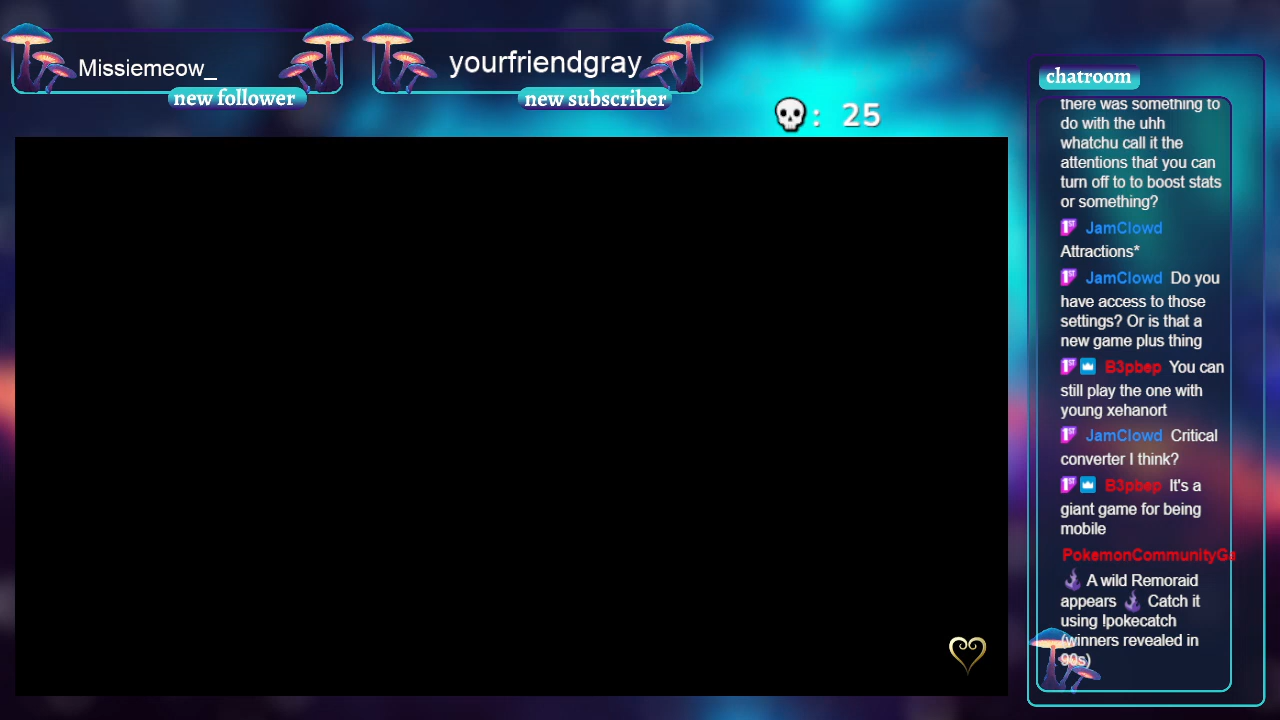 Missiemeow_
new follower
yourfriendgray
new subscriber
: 25
chatroom
there was something to
do with the uhh
whatchu call it the
attentions that you can
turn off to to boost stats
or something?
JamClowd
Attractions*
JamClowd Do you
have access to those
settings? Or is that a
new game plus thing
B3pbep You can
still play the one with
young xehanort
JamClowd Critical
converter I think?
B3pbep It's a
giant game for being
mobile
PokemonCommunityGa
A wild Remoraid
appears Catch it
using !pokecatch
(winners revealed in
90s)